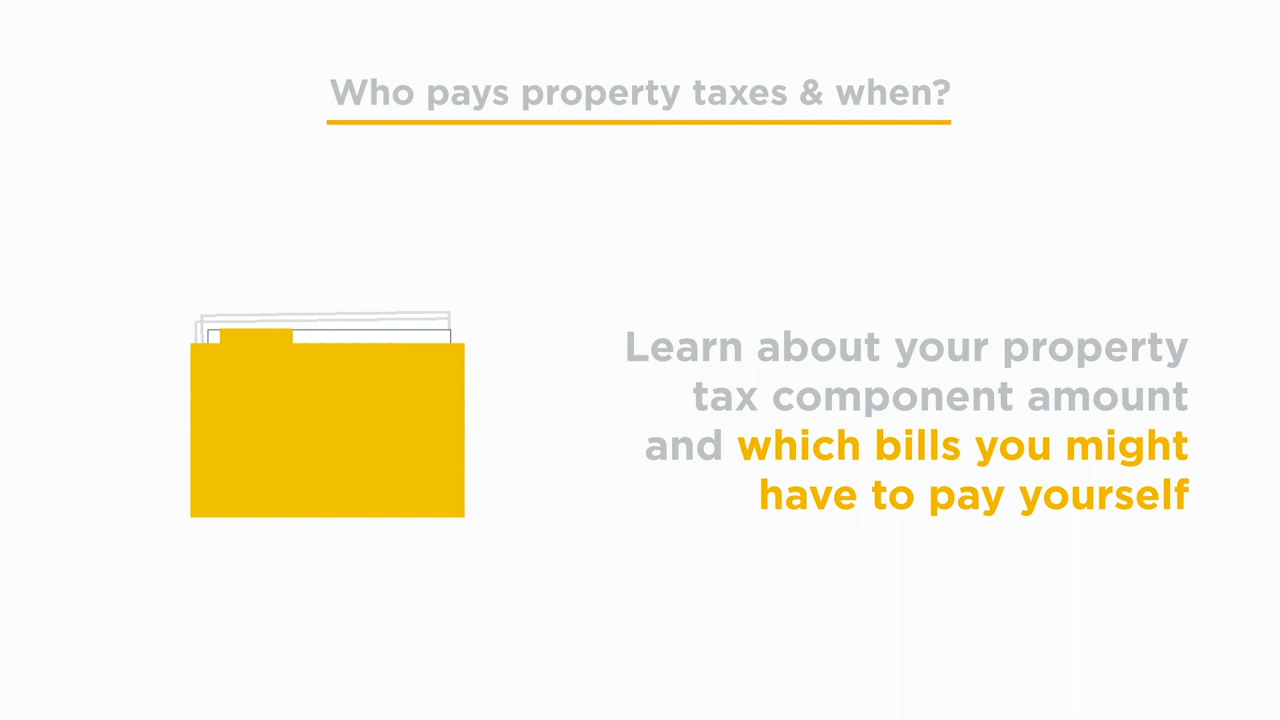 Who pays property taxes & when?
Learn about your property
tax component amount
and which bills you might
have to pay yourself